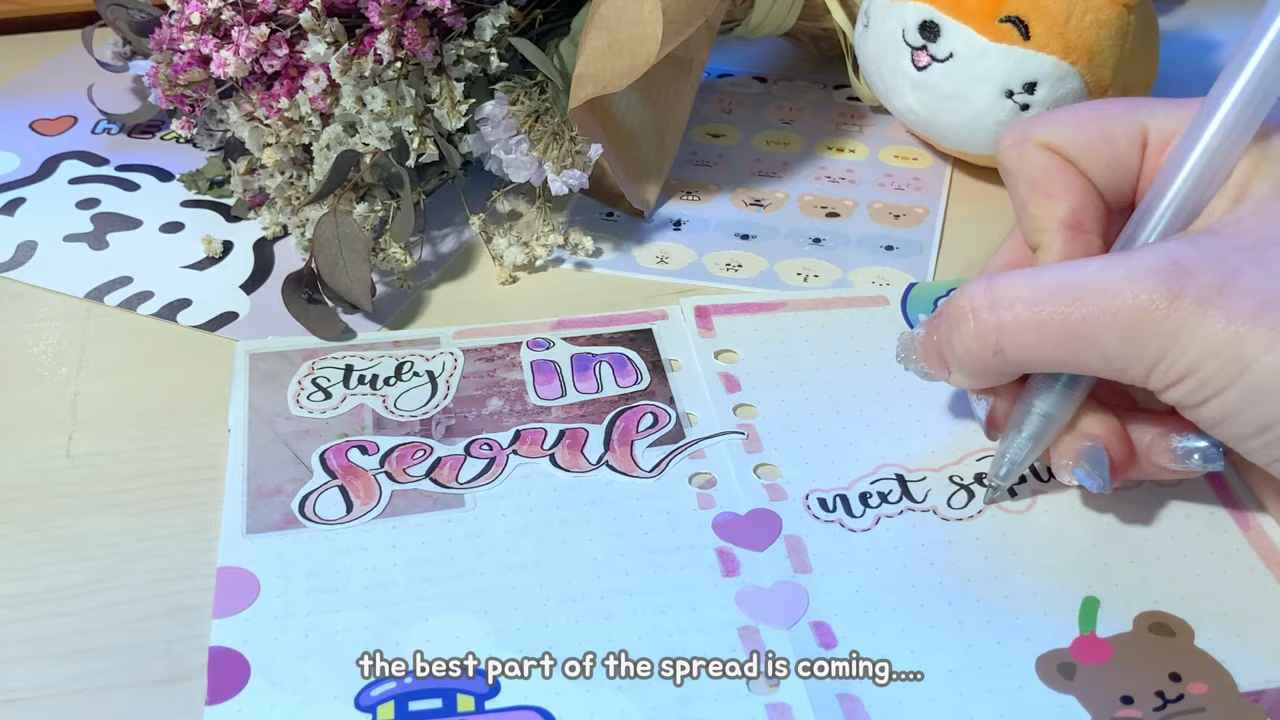 study
in
seoul
next
the best part of the spread is coming....